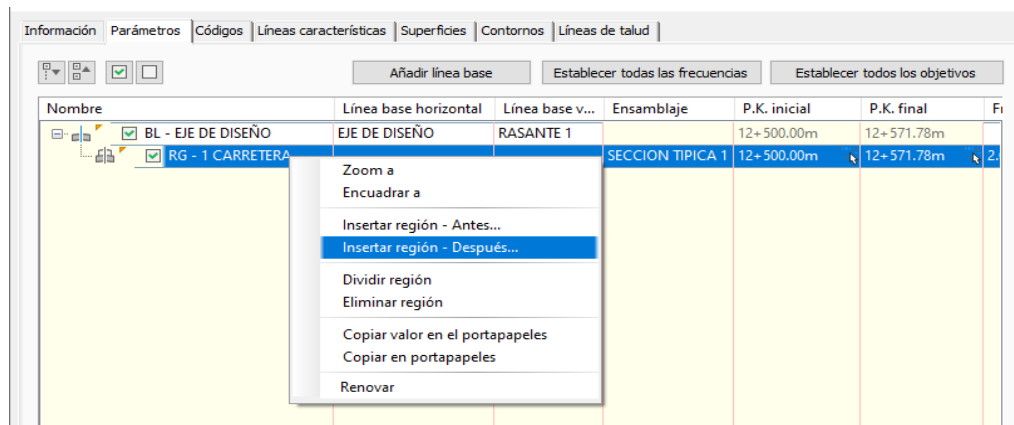 Información Parámetros Códigos Líneas características Superficies Contornos Líneas de talud
Añadir línea base Establecer todas las frecuencias Establecer todos los objetivos
Nombre Línea base horizontal Línea base v... Ensamblaje P.K. inicial P.K. final
BL - EJE DE DISEÑO EJE DE DISEÑO RASANTE 1 12+500.00m 12+571.78m
RG - 1 CARRETERA SECCION TIPICA 1 12+500.00m 12+571.78m 2.
Zoom a
Encuadrar a
Insertar región - Antes...
Insertar región - Después...
Dividir región
Eliminar región
Copiar valor en el portapapeles
Copiar en portapapeles
Renovar